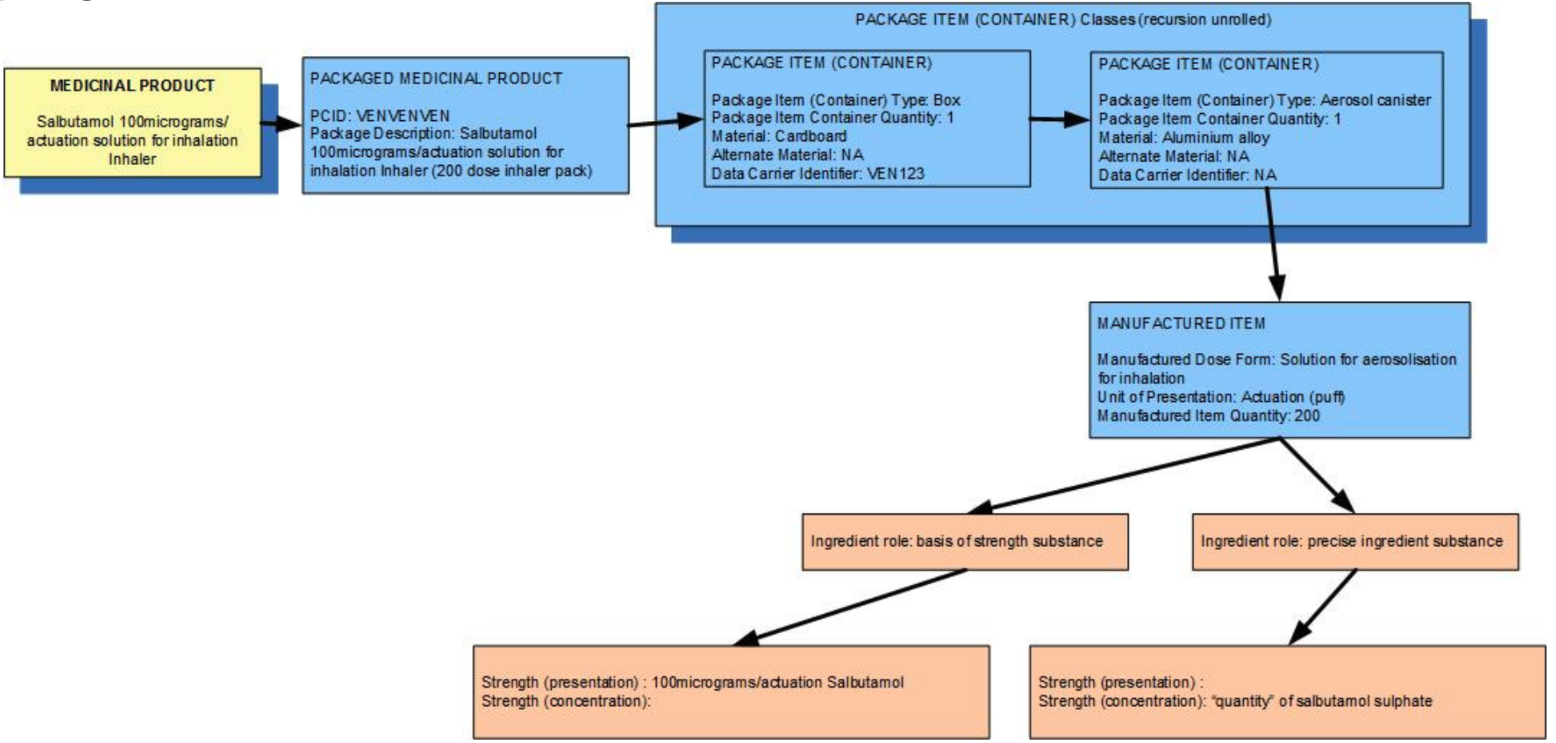 PACKAGE ITEM (CONTAINER) Classes (recursion unrolled)
MEDICINAL PRODUCT
Salbutamol 100micrograms/
actuation solution for inhalation
Inhaler
PACKAGED MEDICINAL PRODUCT
PCID: VENVENVEN
Package Description: Salbutamol
100micrograms/actuation solution for
inhalation Inhaler (200 dose inhaler pack)
PACKAGE ITEM (CONTAINER)
Package Item (Container) Type: Box
Package Item Container Quantity: 1
Material: Cardboard
Alternate Material: NA
Data Carrier Identifier: VEN123
PACKAGE ITEM (CONTAINER)
Package Item (Container) Type: Aerosol canister
Package Item Container Quantity: 1
Material: Aluminium alloy
Alternate Material: NA
Data Carrier Identifier: NA
MANUFACTURED ITEM
Manufactured Dose Form: Solution for aerosolisation
for inhalation
Unit of Presentation: Actuation (puff)
Manufactured Item Quantity: 200
Ingredient role: basis of strength substance
Ingredient role: precise ingredient substance
Strength (presentation) : 100micrograms/actuation Salbutamol
Strength (concentration):
Strength (presentation) :
Strength (concentration): “quantity” of salbutamol sulphate